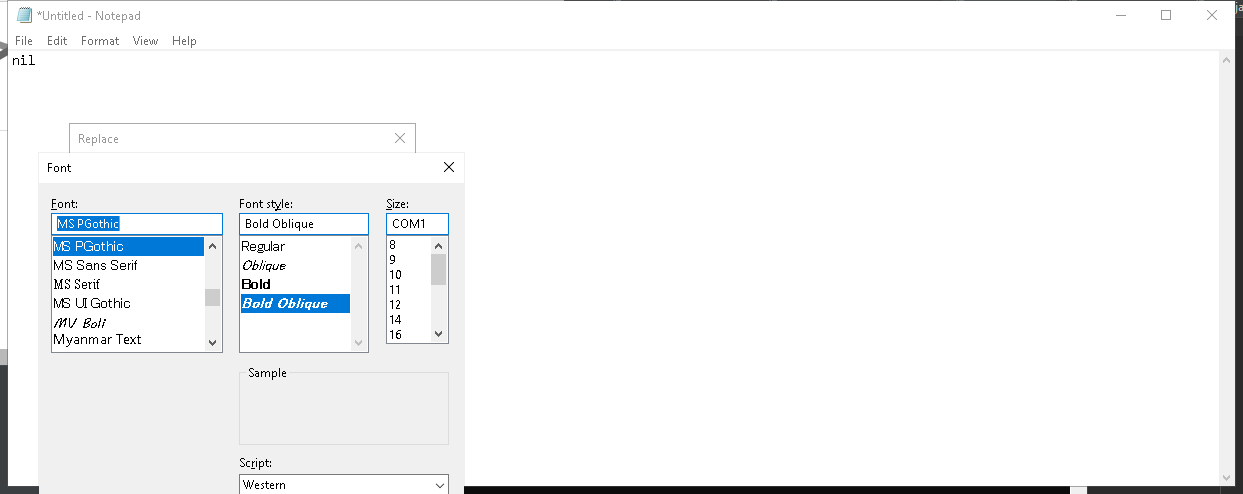 *Untitled - Notepad
File Edit Format View Help
nil
Replace
Font
Font: Font style: Size:
MS PGothic Bold Oblique COM1
MS PGothic Regular 8
MS Sans Serif Oblique 9
MS Serif Bold 10
MS UI Gothic Bold Oblique 11
MV Boli 12
Myanmar Text 14
16
Sample
Script:
Western